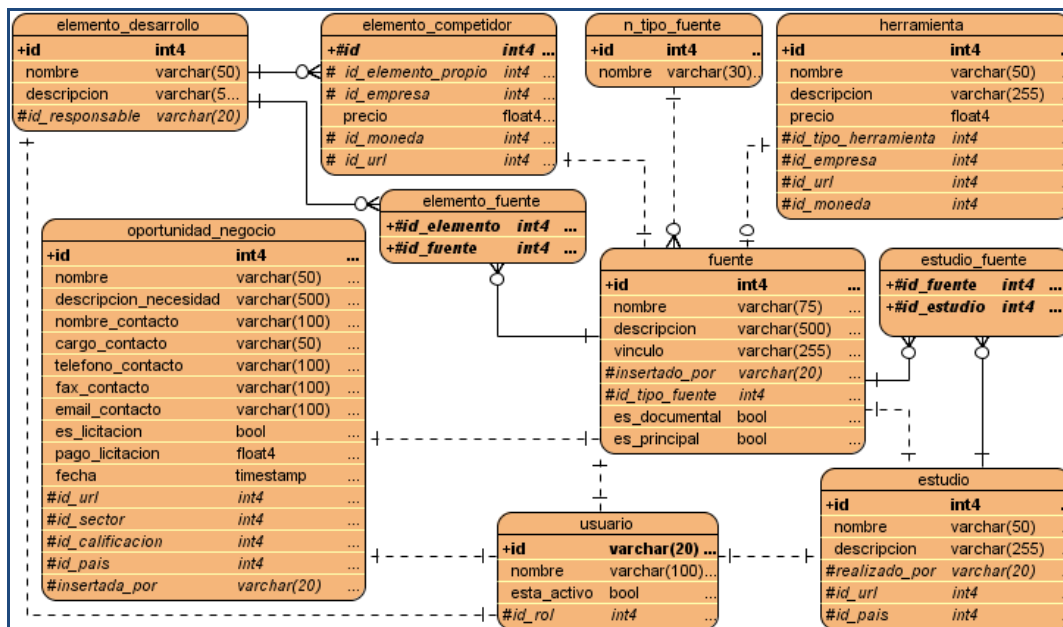 elemento_desarrollo
+id int4
nombre varchar(50)
descripcion varchar(5...
#id_responsable varchar(20)
elemento_competidor
+#id int4 ...
# id_elemento_propio int4 ...
# id_empresa int4 ...
precio float4...
# id_moneda int4 ...
# id_url int4 ...
n_tipo_fuente
+id int4 ..
nombre varchar(30)...
herramienta
+id int4
nombre varchar(50)
descripcion varchar(255)
precio float4
#id_tipo_herramienta int4
#id_empresa int4
#id_url int4
#id_moneda int4
elemento_fuente
+#id_elemento int4 ...
+#id_fuente int4 ...
oportunidad_negocio
+id int4 ...
nombre varchar(50) ...
descripcion_necesidad varchar(500) ...
nombre_contacto varchar(100) ...
cargo_contacto varchar(50) ...
telefono_contacto varchar(100) ...
fax_contacto varchar(100) ...
email_contacto varchar(100) ...
es_licitacion bool ...
pago_licitacion float4 ...
fecha timestamp ...
#id_url int4 ...
#id_sector int4 ...
#id_calificacion int4 ...
#id_pais int4 ...
#insertada_por varchar(20) ...
fuente
+id int4 ...
nombre varchar(75) ...
descripcion varchar(500) ...
vinculo varchar(255) ...
#insertado_por varchar(20) ...
#id_tipo_fuente int4 ...
es_documental bool ...
es_principal bool ...
estudio_fuente
+#id_fuente int4 ...
+#id_estudio int4 ...
usuario
+id varchar(20) ...
nombre varchar(100)...
esta_activo bool ...
#id_rol int4 ...
estudio
+id int4 ..
nombre varchar(50) ..
descripcion varchar(255) ..
#realizado_por varchar(20) ..
#id_url int4 ..
#id_pais int4 ..